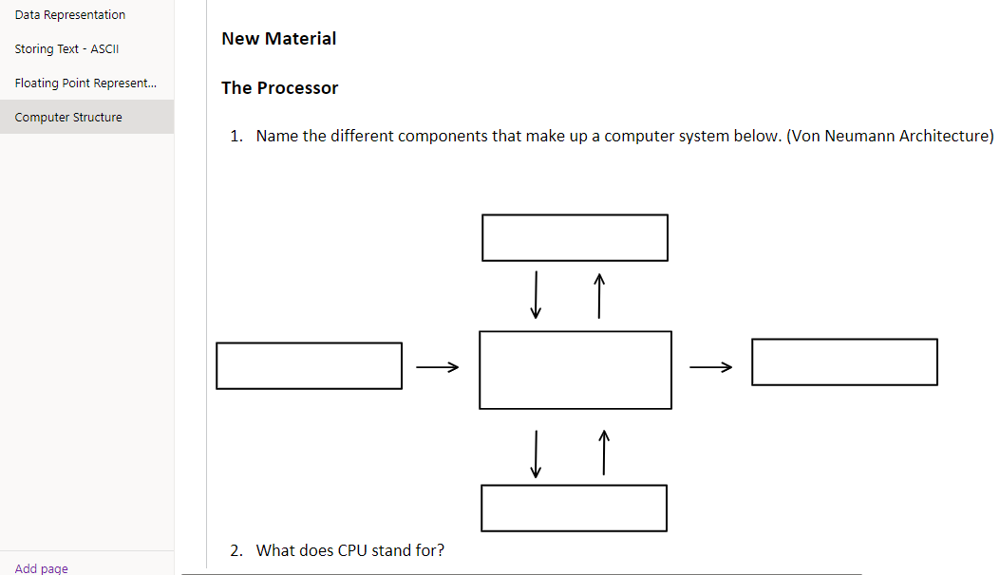 Data Representation
Storing Text - ASCII
Floating Point Represent...
Computer Structure
Add page
New Material
The Processor
1. Name the different components that make up a computer system below. (Von Neumann Architecture)
2. What does CPU stand for?